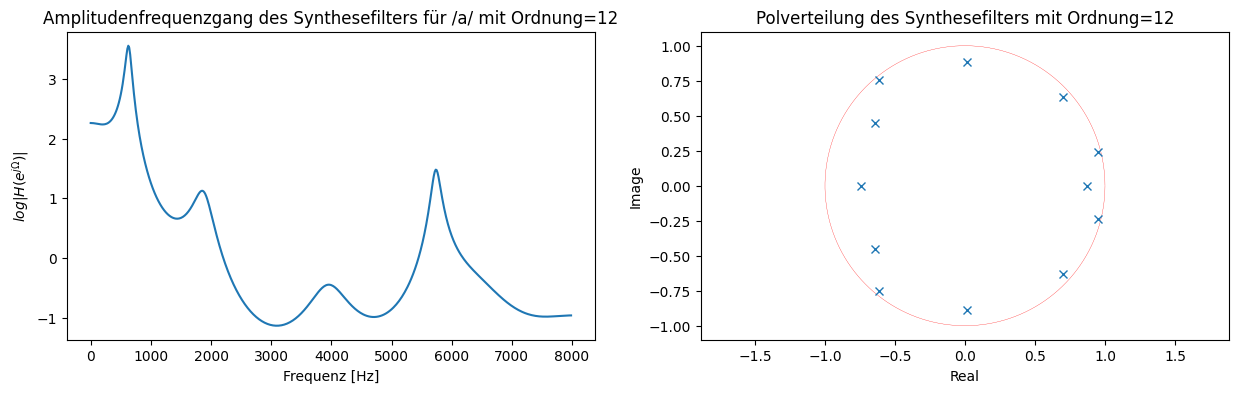 Amplitudenfrequenzgang des Synthesefilters für /a/ mit Ordnung=12
3
2
1
0
−1
log|H(e^{jΩ})|
0 1000 2000 3000 4000 5000 6000 7000 8000
Frequenz [Hz]
Polverteilung des Synthesefilters mit Ordnung=12
1.00
0.75
0.50
0.25
0.00
−0.25
−0.50
−0.75
−1.00
Image
−1.5 −1.0 −0.5 0.0 0.5 1.0 1.5
Real